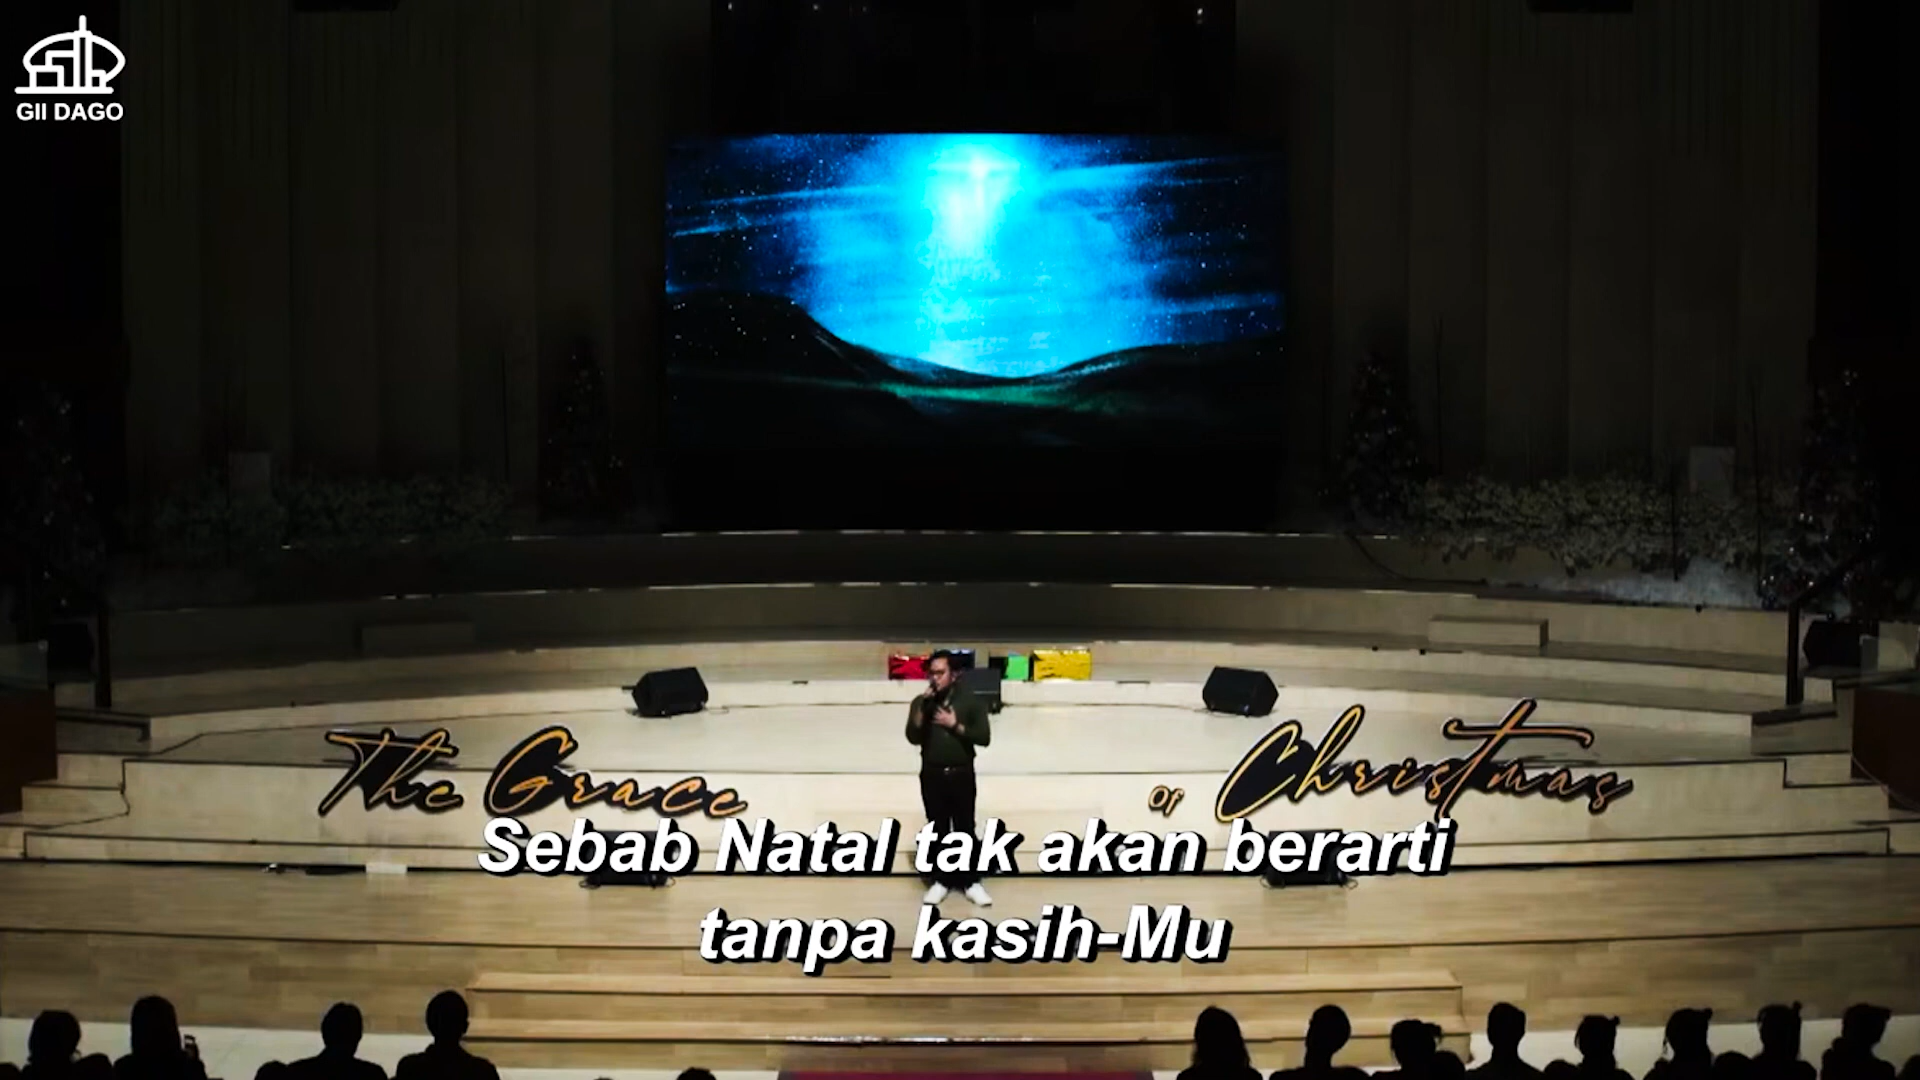 GII DAGO
The Grace of Christmas
Sebab Natal tak akan berarti
tanpa kasih-Mu